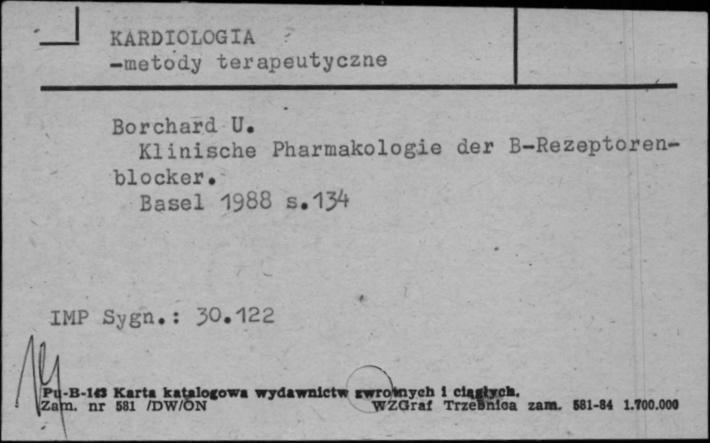 KARDIOLOGIA
-metody terapeutyczne
Borchard U.
Klinische Pharmakologie der B-Rezeptoren-
blocker.
Basel 1988 s.134
IMP Sygn.: 30.122
Pu-B-143 Karta katalogowa wydawnictw zwrotnych i ciągłych.
Zam. nr 581 /DW/ON WZGraf Trzebnica zam. 581-84 1.700.000